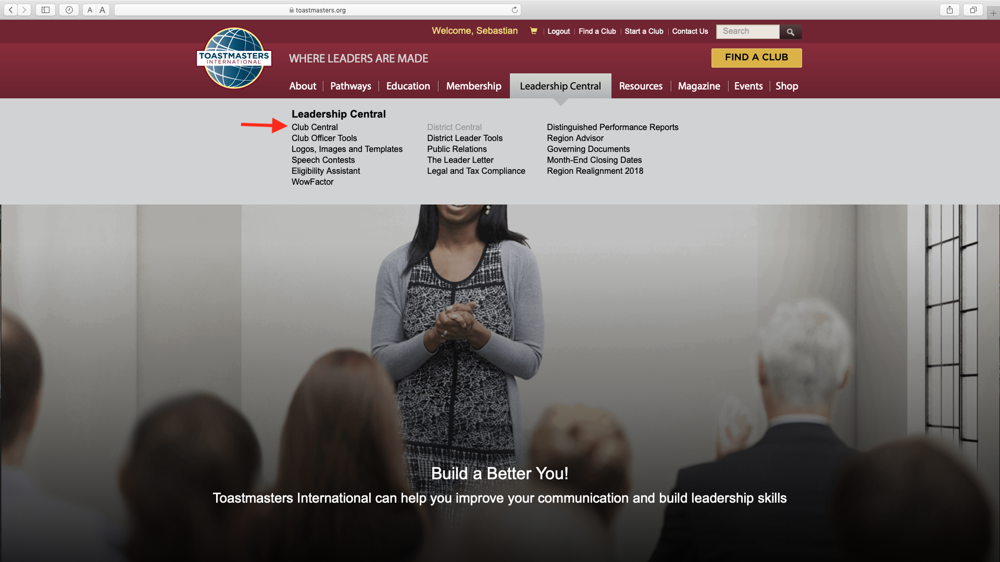 A A
toastmasters.org
Welcome, Sebastian Logout Find a Club Start a Club Contact Us Search
TOASTMASTERS
INTERNATIONAL
WHERE LEADERS ARE MADE
FIND A CLUB
About Pathways Education Membership Leadership Central Resources Magazine Events Shop
Leadership Central
Club Central
Club Officer Tools
Logos, Images and Templates
Speech Contests
Eligibility Assistant
WowFactor
District Central
District Leader Tools
Public Relations
The Leader Letter
Legal and Tax Compliance
Distinguished Performance Reports
Region Advisor
Governing Documents
Month-End Closing Dates
Region Realignment 2018
Build a Better You!
Toastmasters International can help you improve your communication and build leadership skills